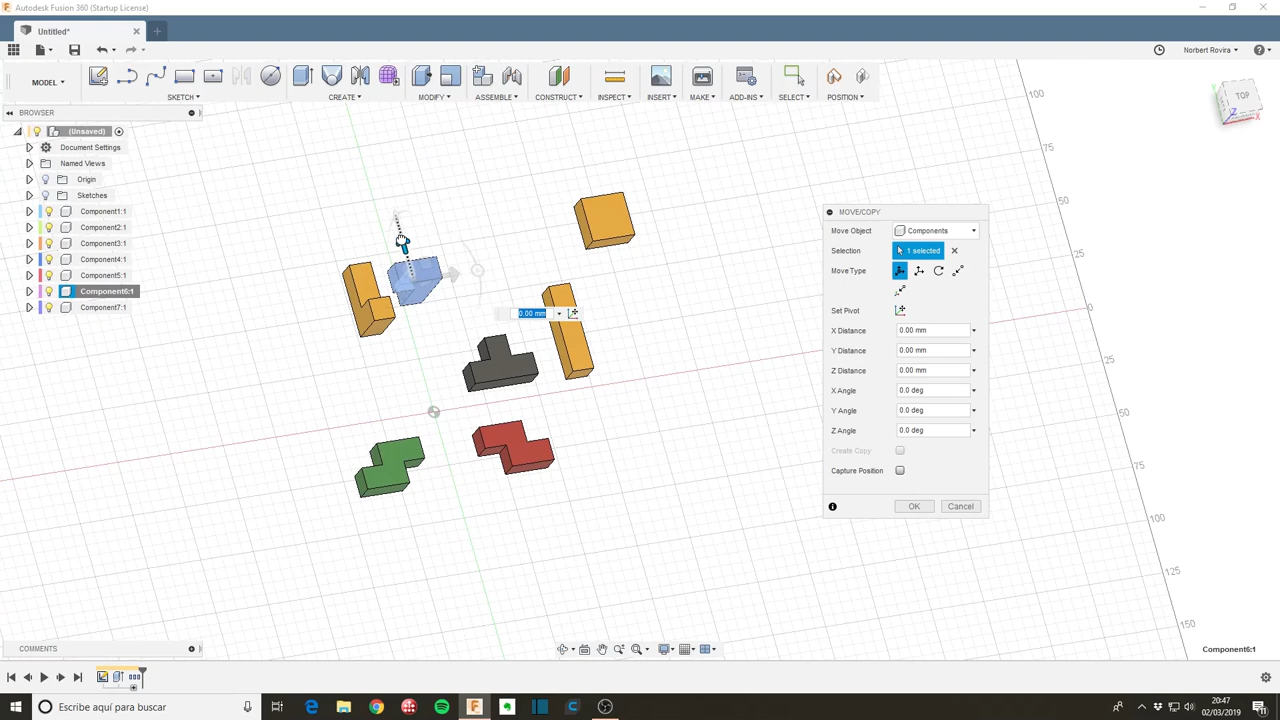 Autodesk Fusion 360 (Startup License)
Untitled*
Norbert Rovira
MODEL
SKETCH
CREATE
MODIFY
ASSEMBLE
CONSTRUCT
INSPECT
INSERT
MAKE
ADD-INS
SELECT
POSITION
BROWSER
(Unsaved)
Document Settings
Named Views
Origin
Sketches
Component1:1
Component2:1
Component3:1
Component4:1
Component5:1
Component6:1
Component7:1
100
75
50
25
0
25
50
75
100
125
150
TOP
X
Y
Z
0.00 mm
MOVE/COPY
Move Object Components
Selection 1 selected
Move Type
Set Pivot
X Distance 0.00 mm
Y Distance 0.00 mm
Z Distance 0.00 mm
X Angle 0.0 deg
Y Angle 0.0 deg
Z Angle 0.0 deg
Create Copy
Capture Position
OK Cancel
COMMENTS
Component6:1
Escribe aquí para buscar
20:47
02/03/2019